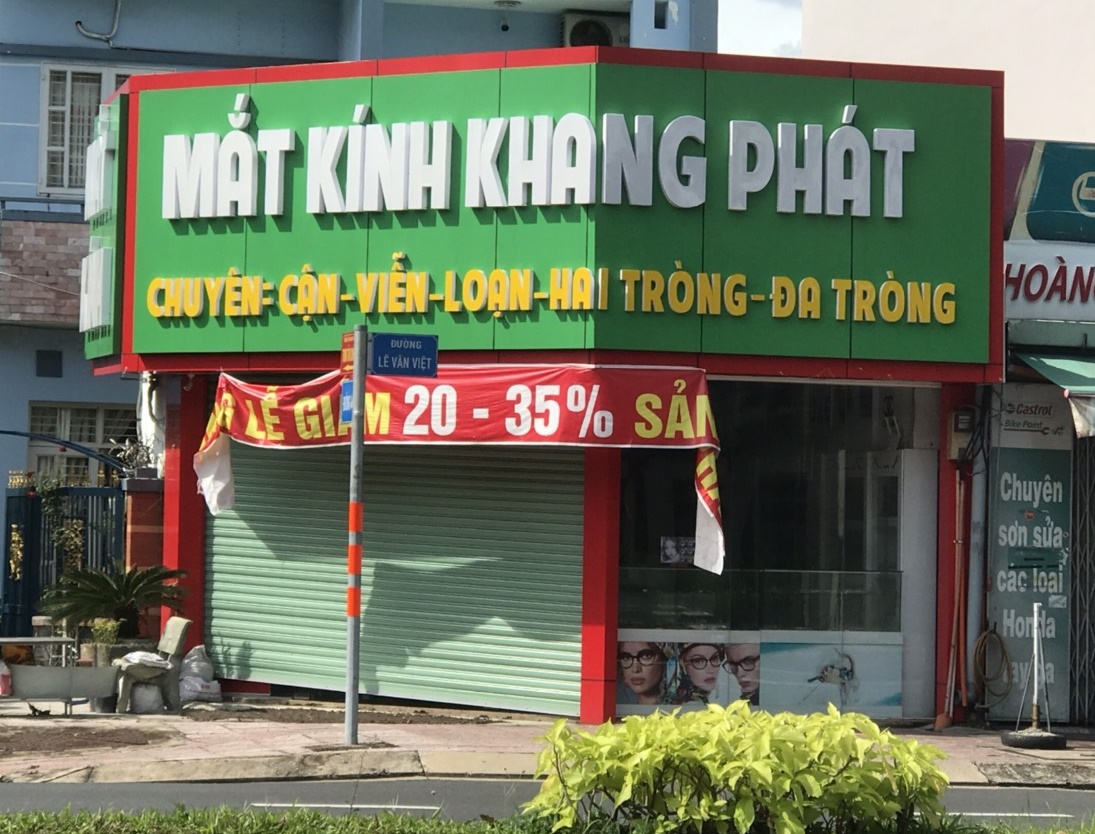 MẮT KÍNH KHANG PHÁT
CHUYÊN: CẬN-VIỄN-LOẠN-HAI TRÒNG-ĐA TRÒNG
ĐƯỜNG
LÊ VĂN VIỆT
LỄ GIẢM 20 - 35% SẢN
HOÀNG
Castrol
Bike Point
Chuyên
sơn sửa
các loại
Honda